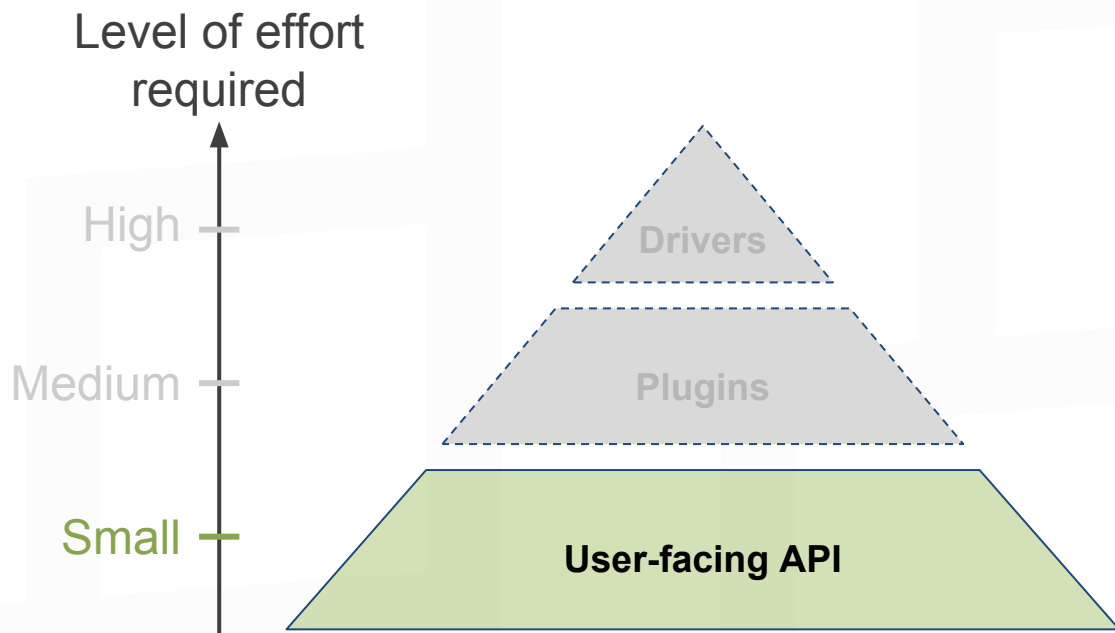 Level of effort
required
High
Drivers
Medium
Plugins
Small
User-facing API